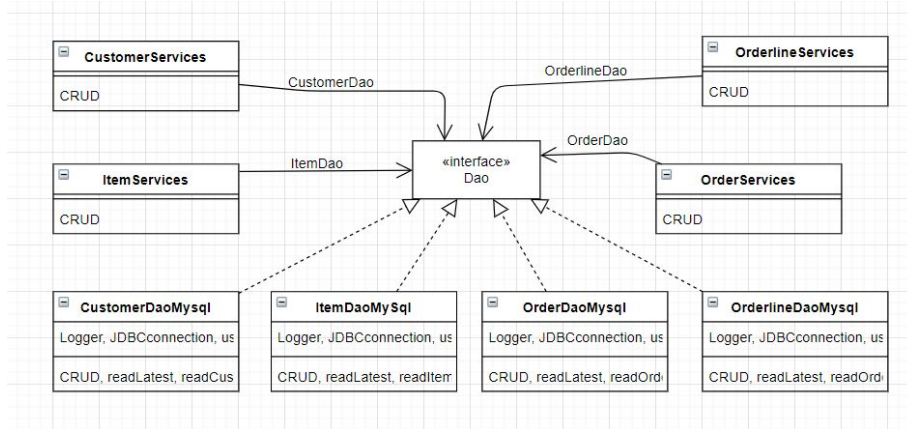 CustomerServices
CRUD
OrderlineServices
CRUD
CustomerDao
OrderlineDao
OrderDao
ItemDao
«interface»
Dao
ItemServices
CRUD
OrderServices
CRUD
CustomerDaoMysql
Logger, JDBCconnection, us
CRUD, readLatest, readCus
ItemDaoMySql
Logger, JDBCconnection, us
CRUD, readLatest, readItem
OrderDaoMysql
Logger, JDBCconnection, us
CRUD, readLatest, readOrd
OrderlineDaoMysql
Logger, JDBCconnection, us
CRUD, readLatest, readOrd